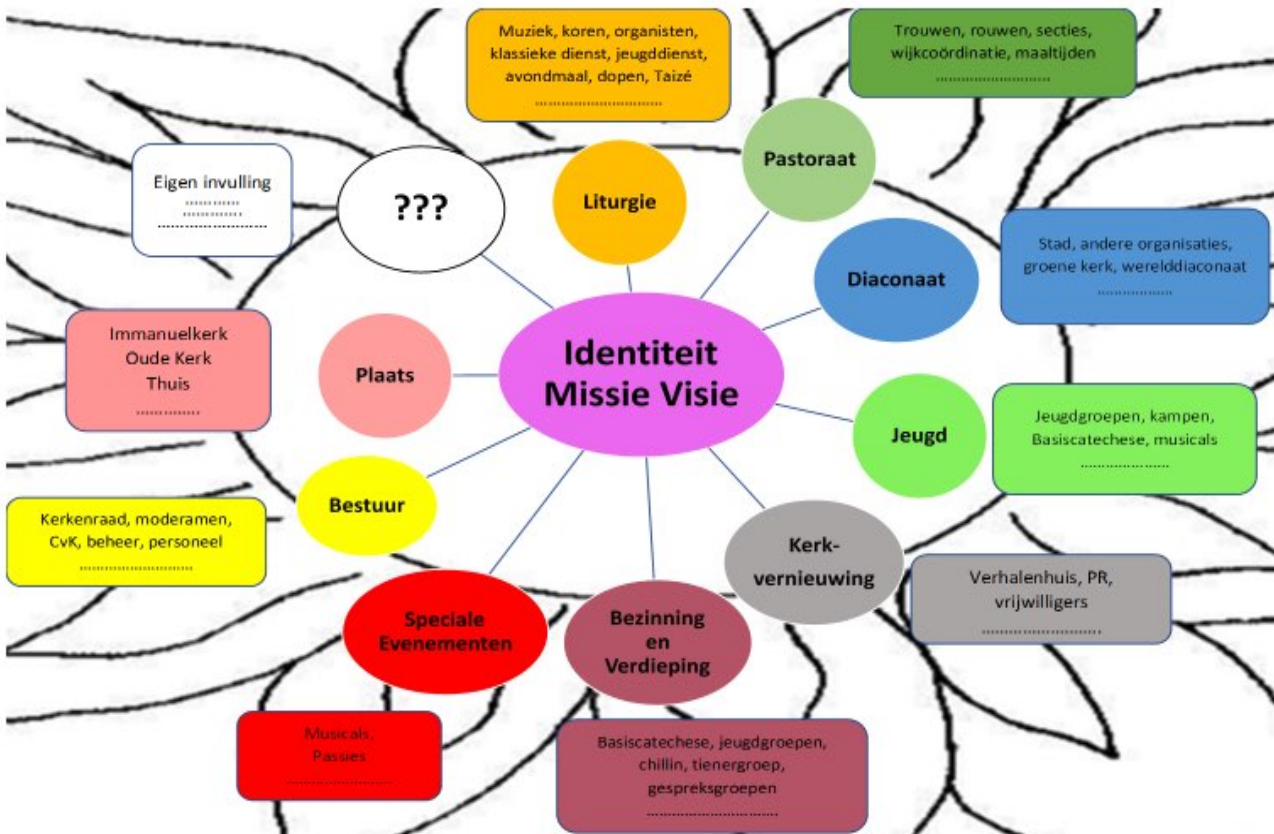 Muziek, koren, organisten,
klassieke dienst, jeugddienst,
avondmaal, dopen, Taizé
................................
Trouwen, rouwen, secties,
wijkcoördinatie, maaltijden
............................
Pastoraat
Liturgie
Eigen invulling
............
.............
..........................
???
Stad, andere organisaties,
groene kerk, werelddiaconaat
..................
Diaconaat
Identiteit
Missie Visie
Immanuelkerk
Oude Kerk
Thuis
..............
Plaats
Jeugdgroepen, kampen,
Basiscatechese, musicals
.....................
Jeugd
Bestuur
Kerkenraad, moderamen,
CvK, beheer, personeel
..........................
Kerk-
vernieuwing
Verhalenhuis, PR,
vrijwilligers
...........................
Speciale
Evenementen
Bezinning
en
Verdieping
Musicals,
Passies
..........................
Basiscatechese, jeugdgroepen,
chillin, tienergroep,
gespreksgroepen
................................